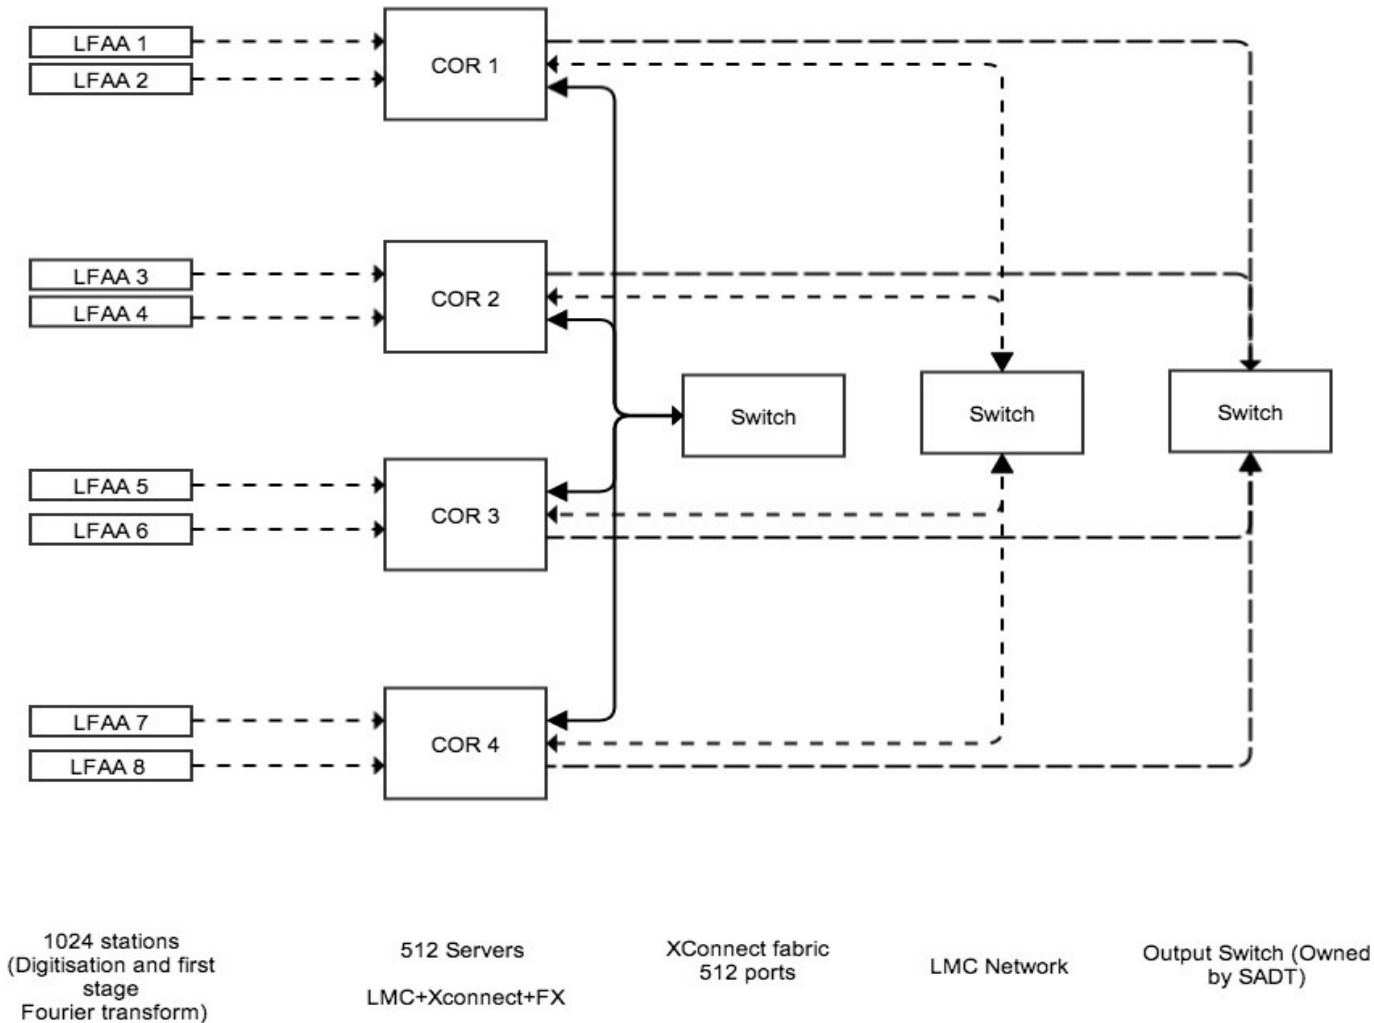 LFAA 1
LFAA 2
COR 1
LFAA 3
LFAA 4
COR 2
Switch
Switch
Switch
LFAA 5
LFAA 6
COR 3
LFAA 7
LFAA 8
COR 4
1024 stations
(Digitisation and first
stage
Fourier transform)
512 Servers
LMC+Xconnect+FX
XConnect fabric
512 ports
LMC Network
Output Switch (Owned
by SADT)